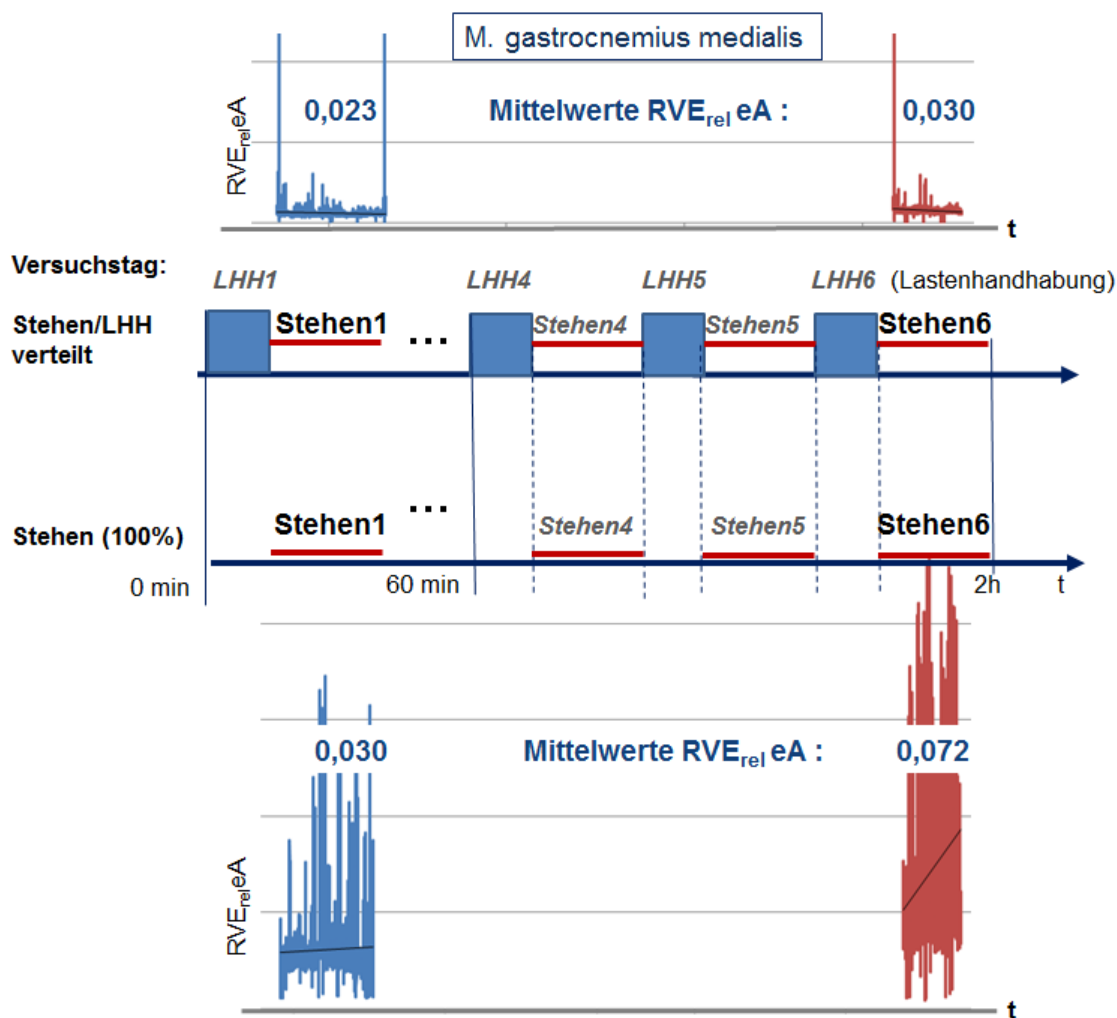 M. gastrocnemius medialis
RVErel eA
0,023 Mittelwerte RVErel eA : 0,030
t
Versuchstag:
LHH1 LHH4 LHH5 LHH6 (Lastenhandhabung)
Stehen/LHH
verteilt
Stehen1 ... Stehen4 Stehen5 Stehen6
Stehen (100%)
Stehen1 ... Stehen4 Stehen5 Stehen6
0 min 60 min 2h t
0,030 Mittelwerte RVErel eA : 0,072
RVErel eA
t